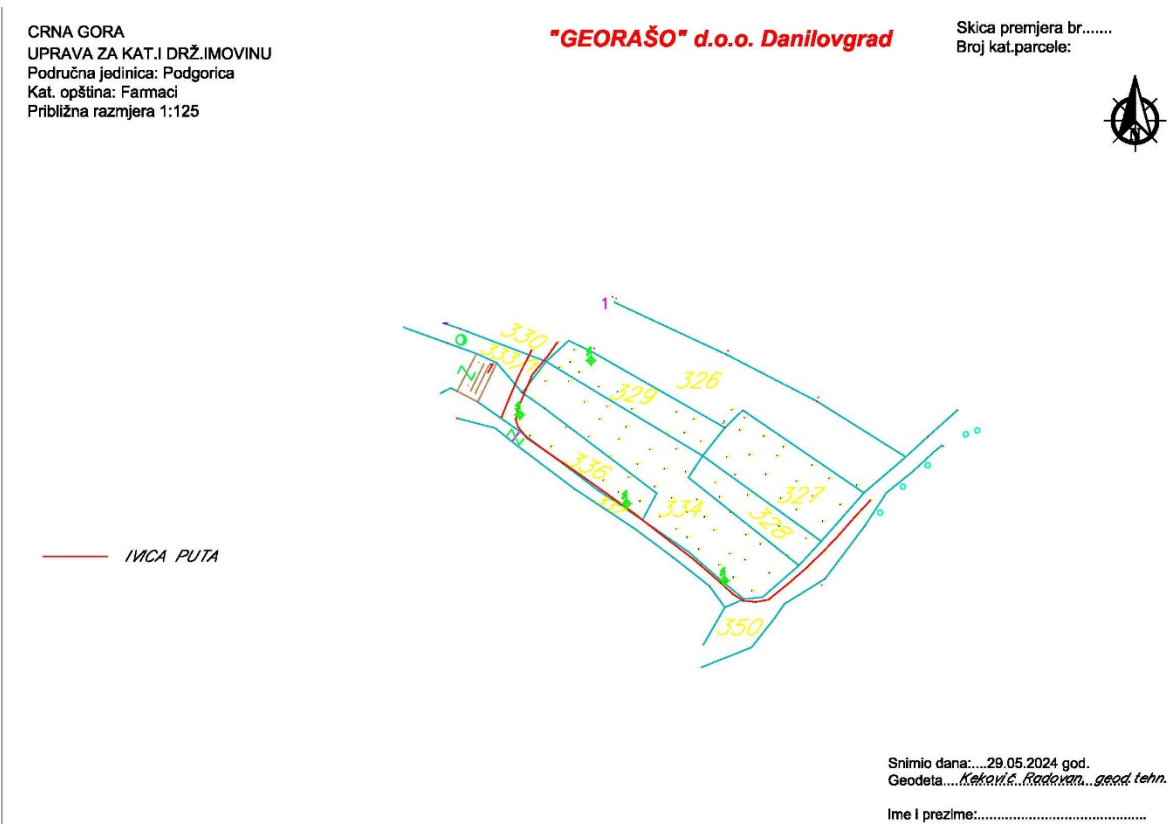 CRNA GORA
UPRAVA ZA KAT.I DRŽ.IMOVINU
Područna jedinica: Podgorica
Kat. opština: Farmaci
Približna razmjera 1:125
"GEORAŠO" d.o.o. Danilovgrad
Skica premjera br.......
Broj kat.parcele:
N
1
330
333/1
326
329
336
327
334
328
350
IVICA PUTA
Snimio dana:....29.05.2024 god.
Geodeta....Keković Radovan, geod.tehn.
Ime I prezime:............................................